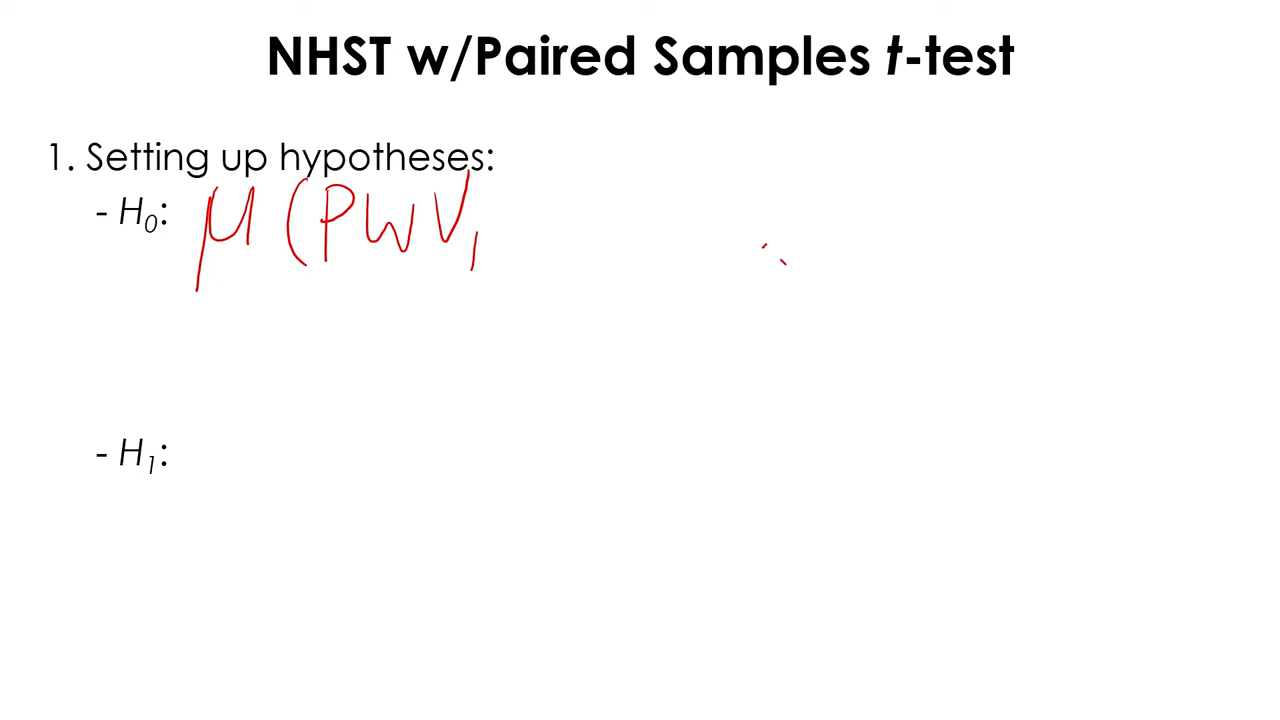 NHST w/Paired Samples t-test
1. Setting up hypotheses:
- H₀: μ (PWV₁
- H₁: